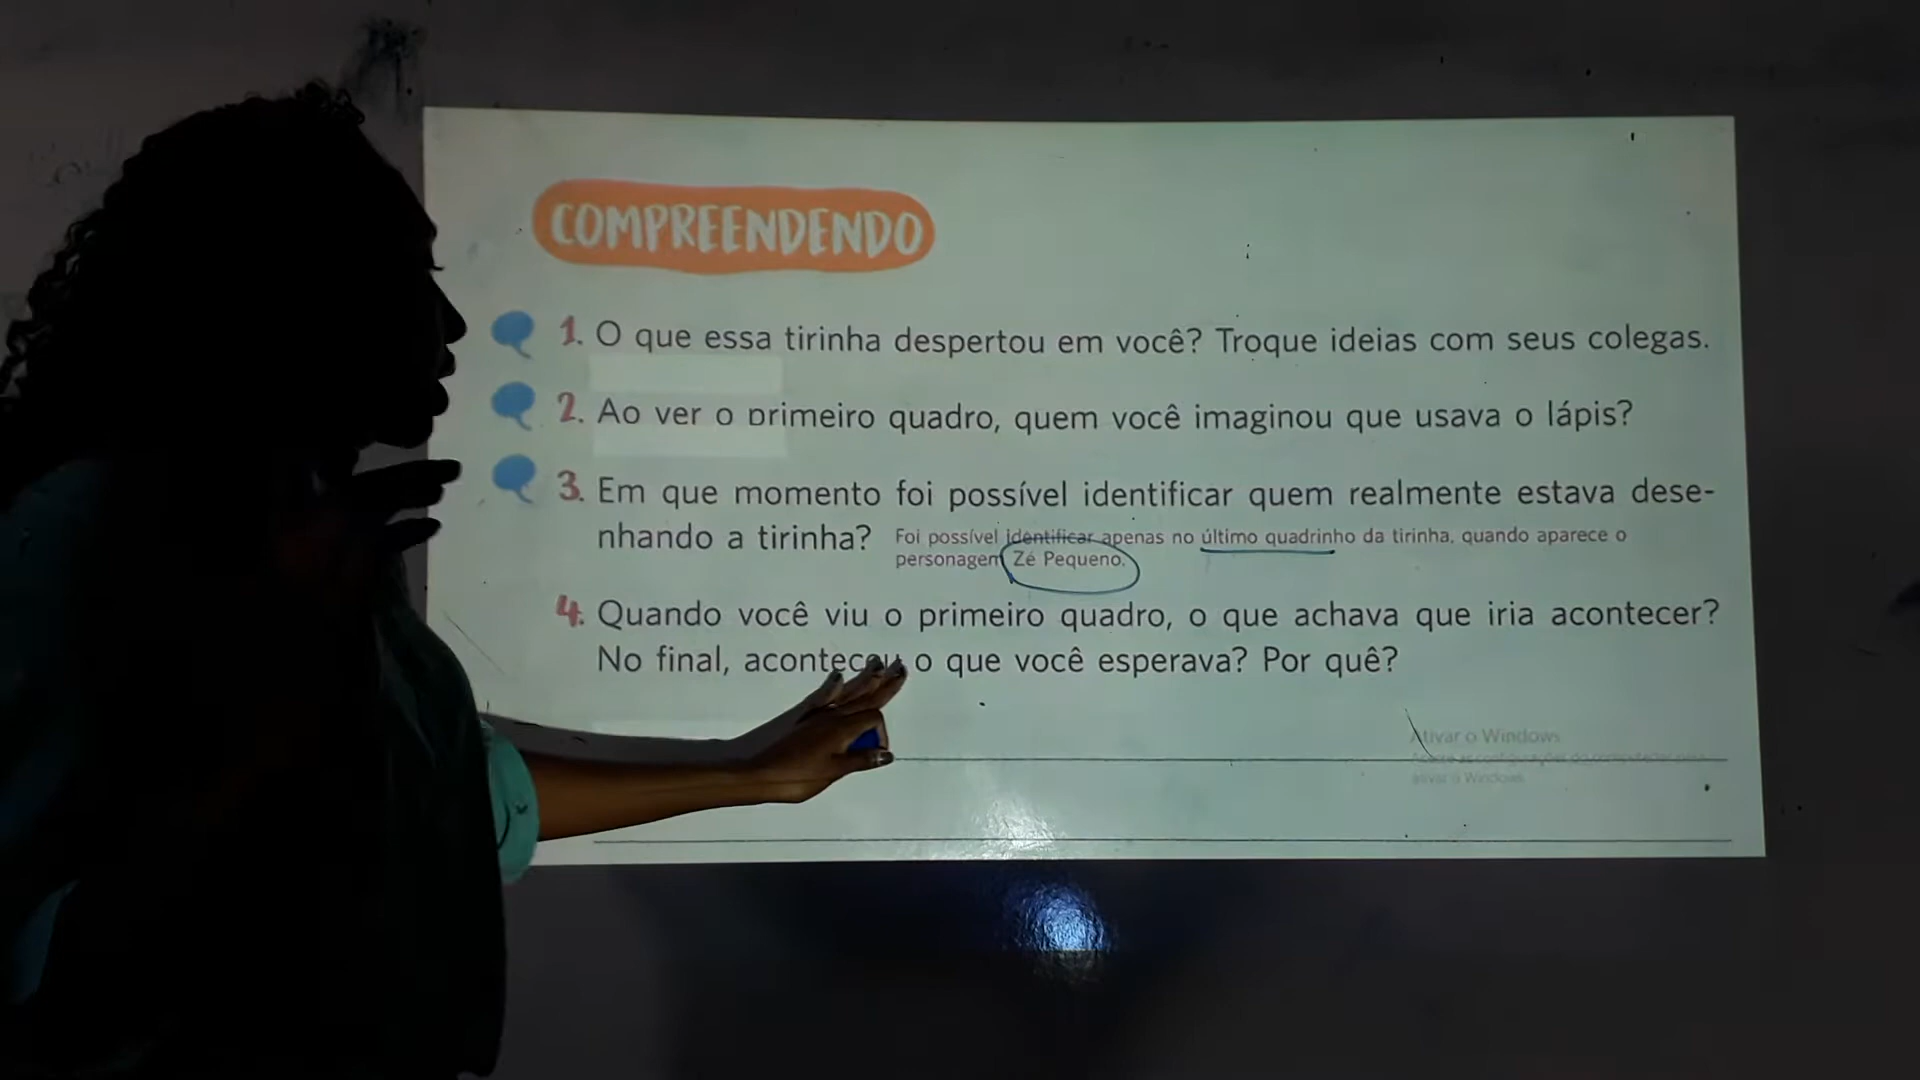 COMPREENDENDO
1. O que essa tirinha despertou em você? Troque ideias com seus colegas.
2. Ao ver o primeiro quadro, quem você imaginou que usava o lápis?
3. Em que momento foi possível identificar quem realmente estava dese-
nhando a tirinha? Foi possível identificar apenas no último quadrinho da tirinha, quando aparece o
personagem Zé Pequeno.
4. Quando você viu o primeiro quadro, o que achava que iria acontecer?
No final, aconteceu o que você esperava? Por quê?
Ativar o Windows
ativar o Windows.